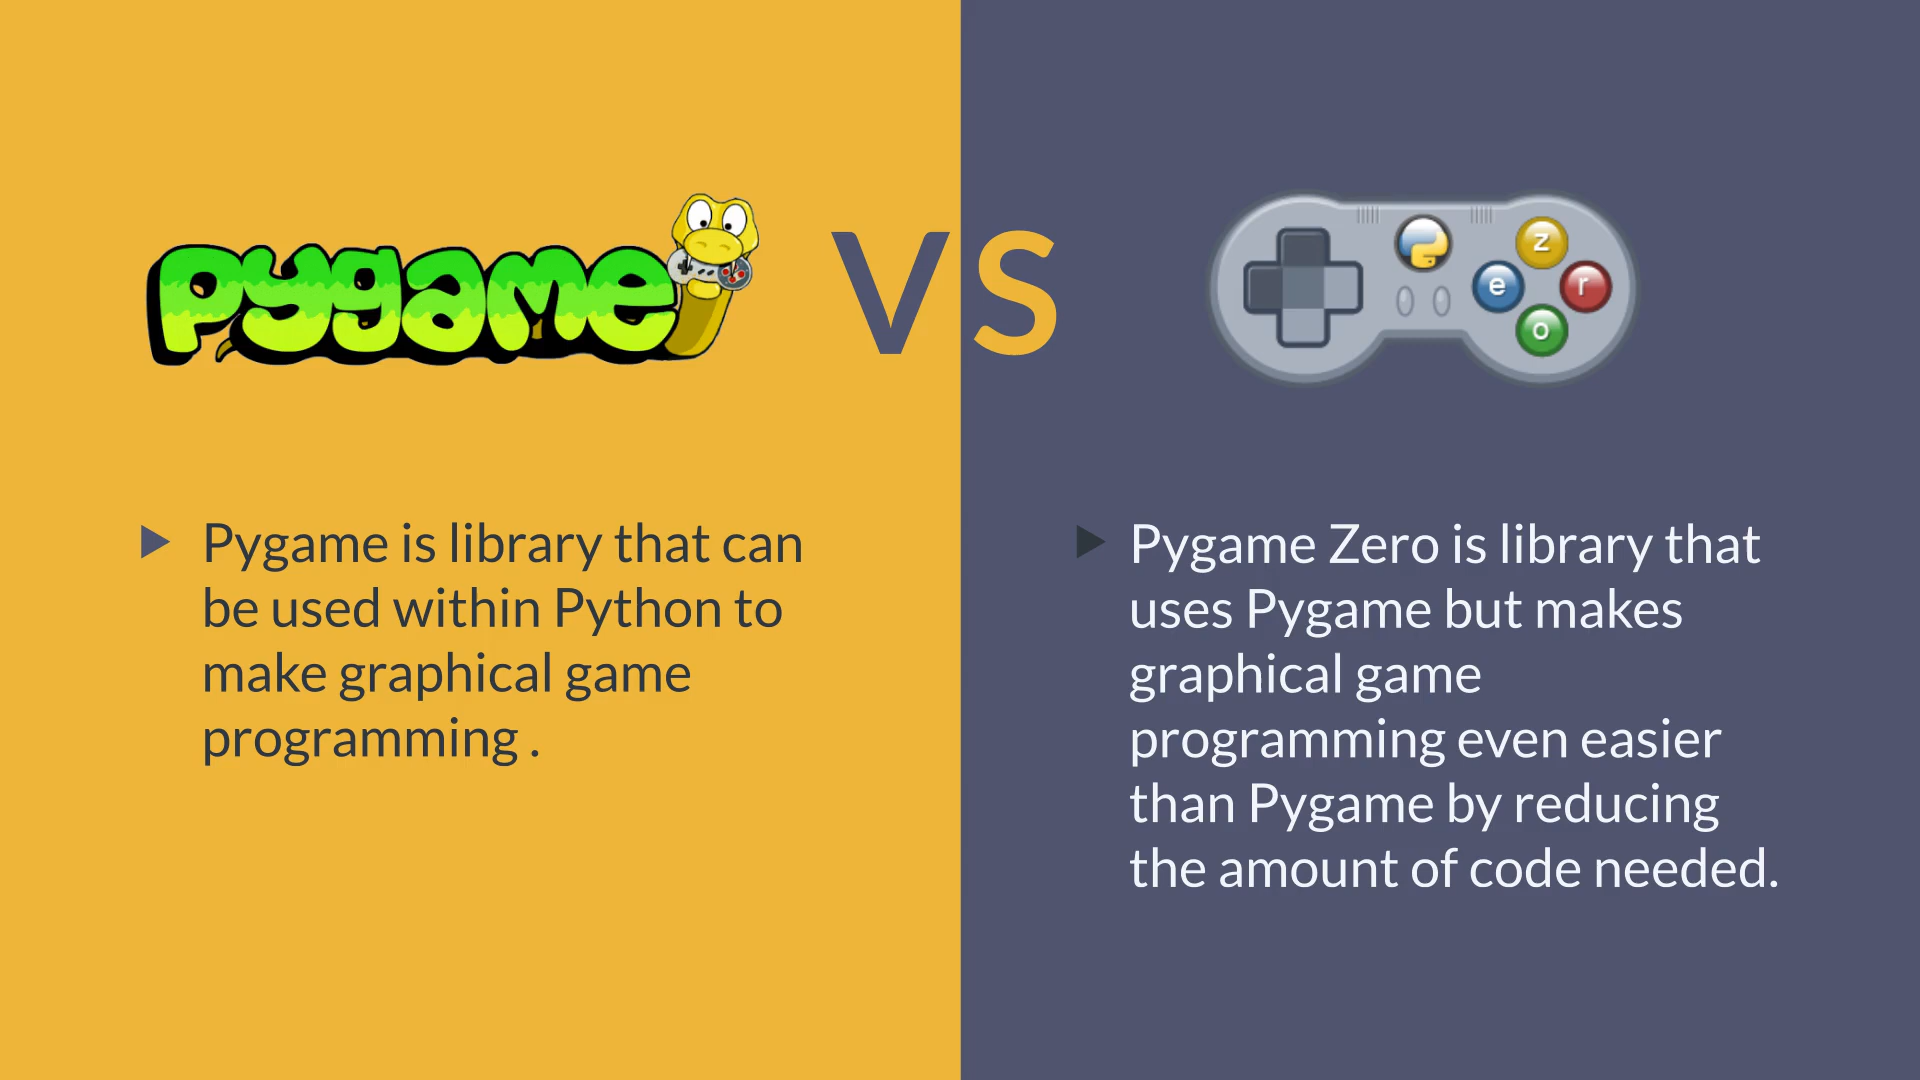 pygame
VS
z
e
r
o
Pygame is library that can
be used within Python to
make graphical game
programming .
Pygame Zero is library that
uses Pygame but makes
graphical game
programming even easier
than Pygame by reducing
the amount of code needed.